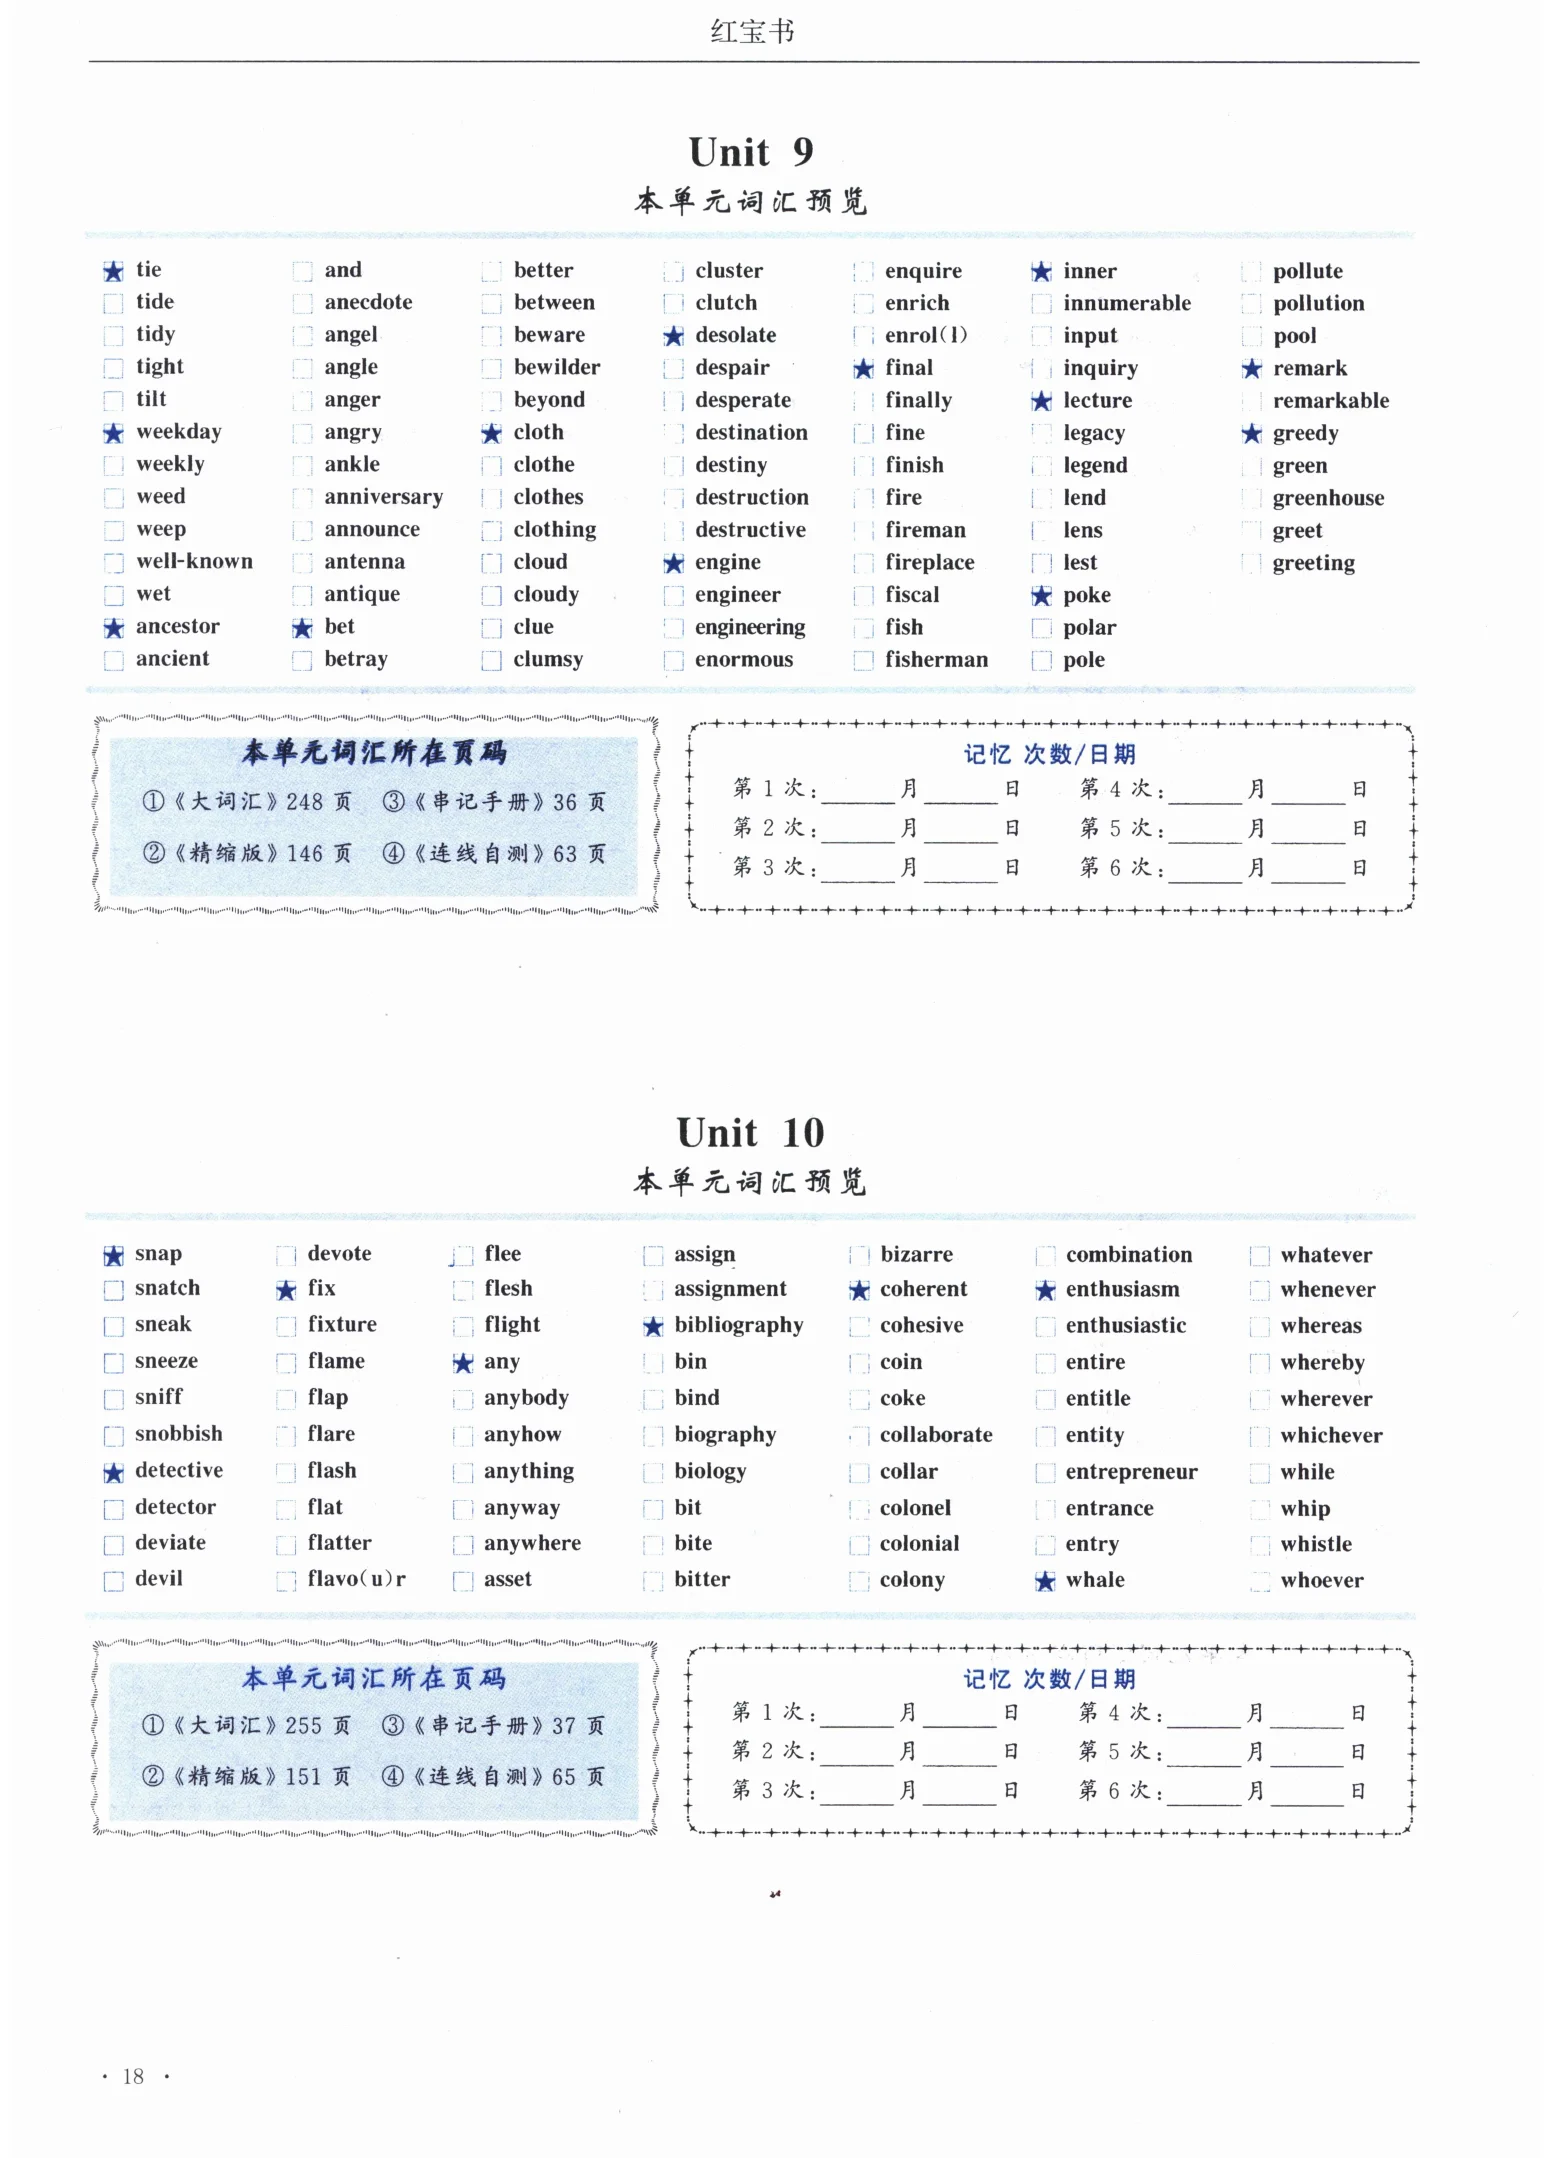 红宝书
Unit 9
本单元词汇预览
★ tie and better cluster enquire ★ inner pollute
tide anecdote between clutch enrich innumerable pollution
tidy angel beware ★ desolate enrol(l) input pool
tight angle bewilder despair ★ final inquiry ★ remark
tilt anger beyond desperate finally ★ lecture remarkable
★ weekday angry ★ cloth destination fine legacy ★ greedy
weekly ankle clothe destiny finish legend green
weed anniversary clothes destruction fire lend greenhouse
weep announce clothing destructive fireman lens greet
well-known antenna cloud ★ engine fireplace lest greeting
wet antique cloudy engineer fiscal ★ poke
★ ancestor ★ bet clue engineering fish polar
ancient betray clumsy enormous fisherman pole
本单元词汇所在页码
①《大词汇》248 页 ③《串记手册》36 页
②《精缩版》146 页 ④《连线自测》63 页
记忆 次数/日期
第 1 次:______月______日 第 4 次:______月______日
第 2 次:______月______日 第 5 次:______月______日
第 3 次:______月______日 第 6 次:______月______日
Unit 10
本单元词汇预览
★ snap devote flee assign bizarre combination whatever
snatch ★ fix flesh assignment ★ coherent ★ enthusiasm whenever
sneak fixture flight ★ bibliography cohesive enthusiastic whereas
sneeze flame ★ any bin coin entire whereby
sniff flap anybody bind coke entitle wherever
snobbish flare anyhow biography collaborate entity whichever
★ detective flash anything biology collar entrepreneur while
detector flat anyway bit colonel entrance whip
deviate flatter anywhere bite colonial entry whistle
devil flavo(u)r asset bitter colony ★ whale whoever
本单元词汇所在页码
①《大词汇》255 页 ③《串记手册》37 页
②《精缩版》151 页 ④《连线自测》65 页
记忆 次数/日期
第 1 次:______月______日 第 4 次:______月______日
第 2 次:______月______日 第 5 次:______月______日
第 3 次:______月______日 第 6 次:______月______日
· 18 ·